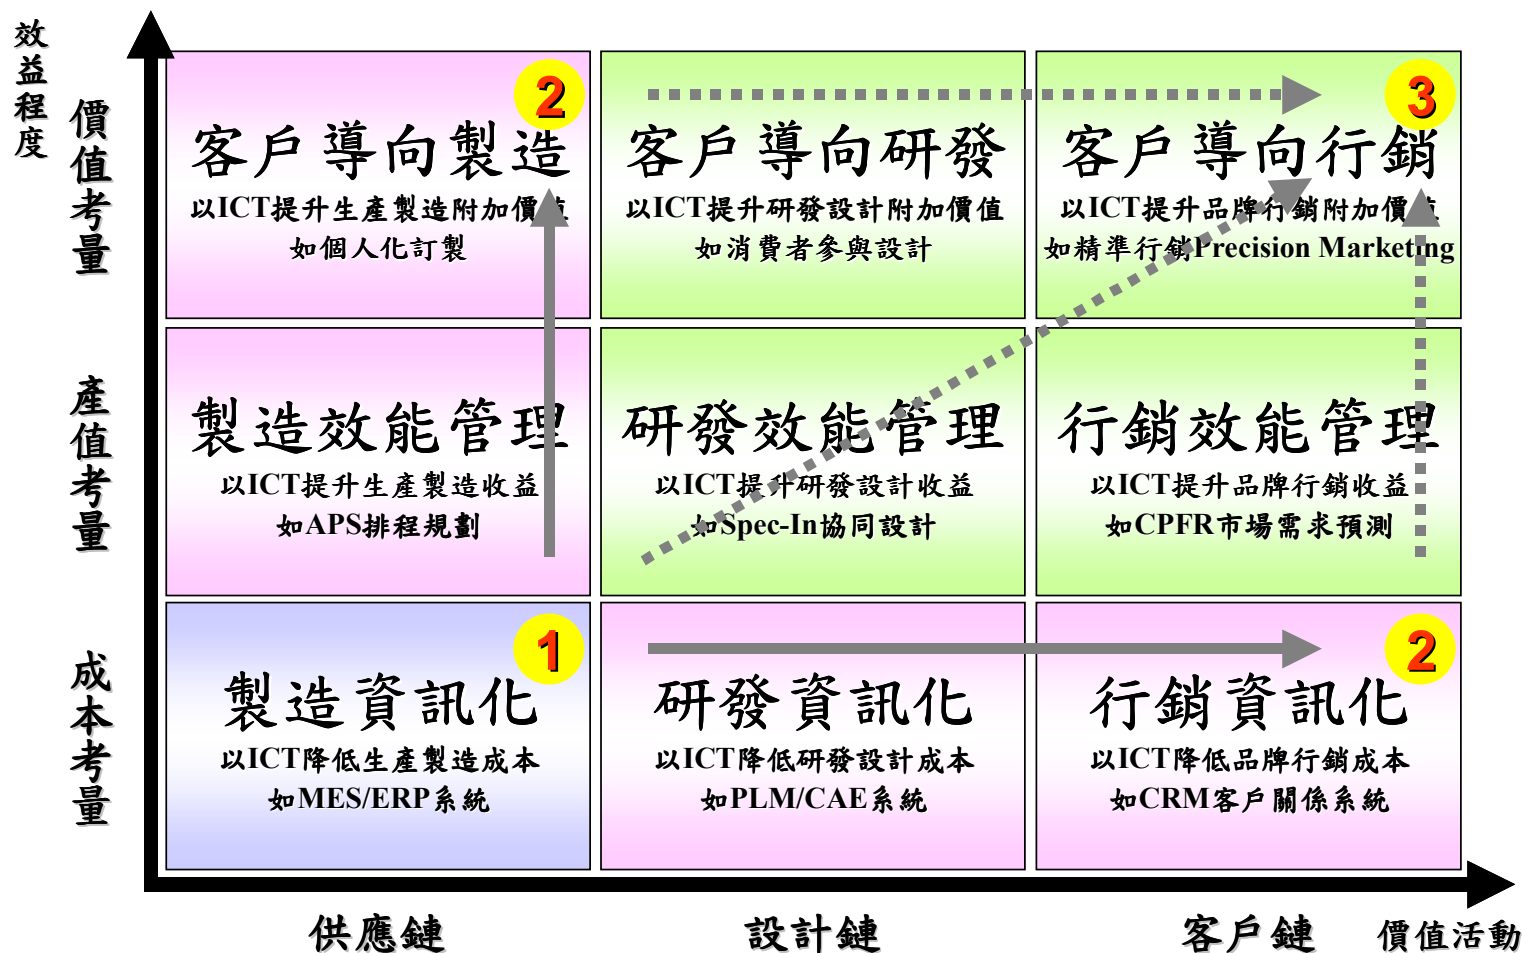 效益程度
價值考量
2
客戶導向製造
以ICT提升生產製造附加價值
如個人化訂製
客戶導向研發
以ICT提升研發設計附加價值
如消費者參與設計
3
客戶導向行銷
以ICT提升品牌行銷附加價值
如精準行銷Precision Marketing
產值考量
製造效能管理
以ICT提升生產製造收益
如APS排程規劃
研發效能管理
以ICT提升研發設計收益
如Spec-In協同設計
行銷效能管理
以ICT提升品牌行銷收益
如CPFR市場需求預測
成本考量
1
製造資訊化
以ICT降低生產製造成本
如MES/ERP系統
研發資訊化
以ICT降低研發設計成本
如PLM/CAE系統
2
行銷資訊化
以ICT降低品牌行銷成本
如CRM客戶關係系統
供應鏈
設計鏈
客戶鏈
價值活動